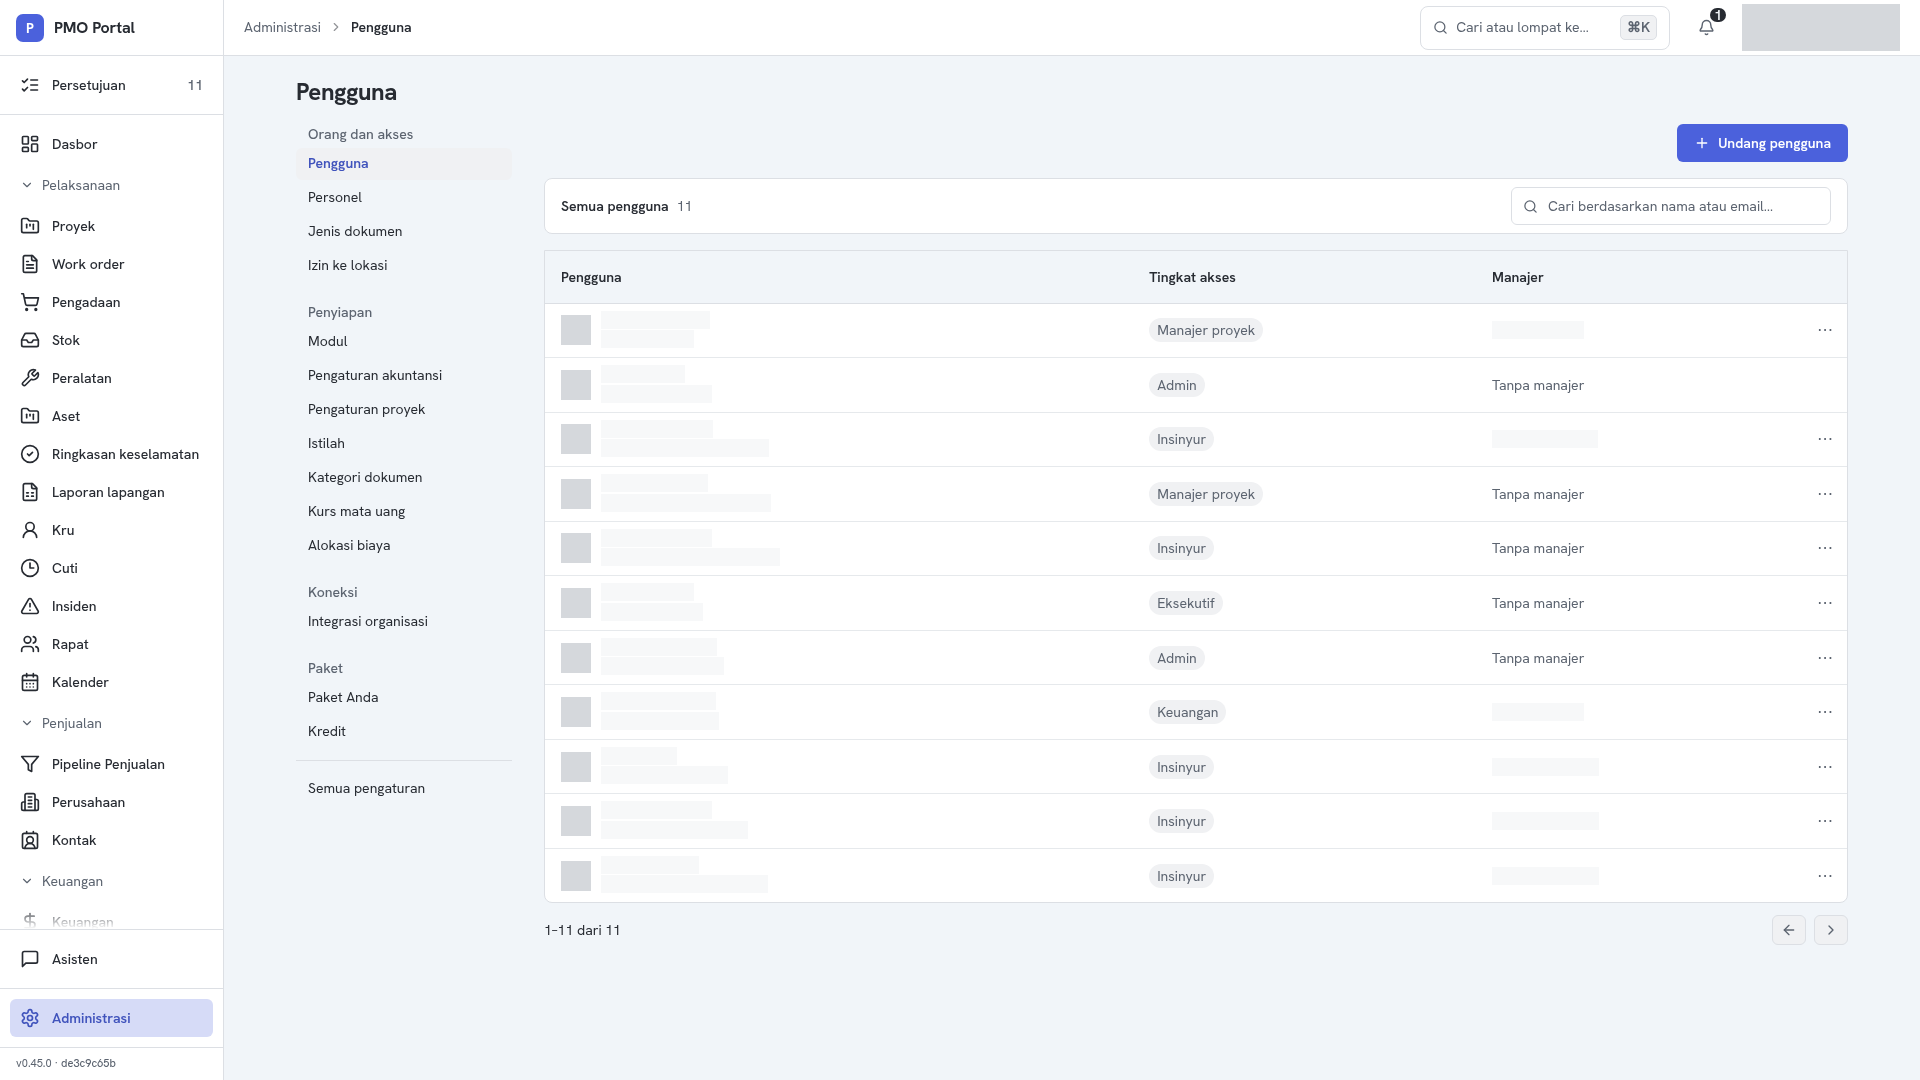 P PMO Portal
Administrasi > Pengguna
Cari atau lompat ke... ⌘K
1
Persetujuan 11
Dasbor
Pelaksanaan
Proyek
Work order
Pengadaan
Stok
Peralatan
Aset
Ringkasan keselamatan
Laporan lapangan
Kru
Cuti
Insiden
Rapat
Kalender
Penjualan
Pipeline Penjualan
Perusahaan
Kontak
Keuangan
Keuangan
Asisten
Administrasi
v0.45.0 · de3c9c65b
Pengguna
Orang dan akses
Pengguna
Personel
Jenis dokumen
Izin ke lokasi
Penyiapan
Modul
Pengaturan akuntansi
Pengaturan proyek
Istilah
Kategori dokumen
Kurs mata uang
Alokasi biaya
Koneksi
Integrasi organisasi
Paket
Paket Anda
Kredit
Semua pengaturan
+ Undang pengguna
Semua pengguna 11
Cari berdasarkan nama atau email...
Pengguna Tingkat akses Manajer
Manajer proyek
Admin Tanpa manajer
Insinyur
Manajer proyek Tanpa manajer
Insinyur Tanpa manajer
Eksekutif Tanpa manajer
Admin Tanpa manajer
Keuangan
Insinyur
Insinyur
Insinyur
1–11 dari 11